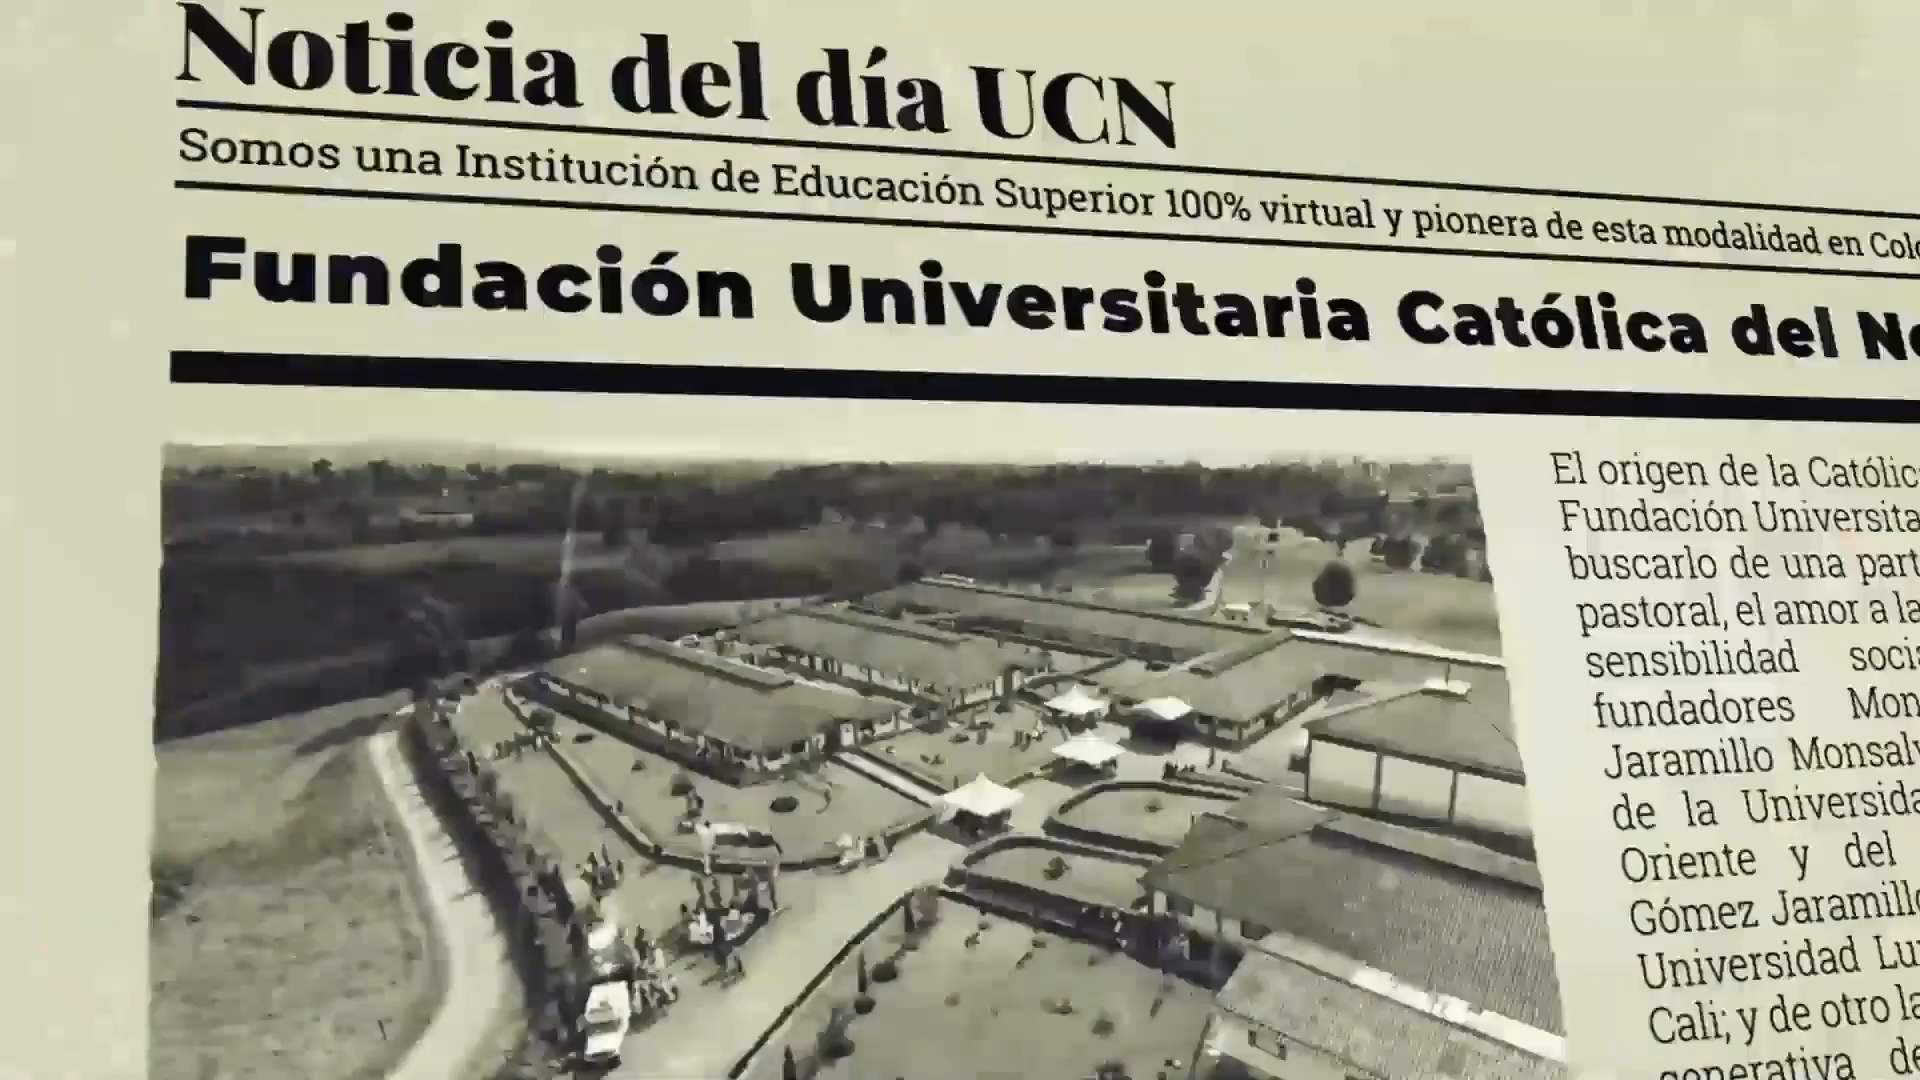 Noticia del día UCN
Somos una Institución de Educación Superior 100% virtual y pionera de esta modalidad en
Fundación Universitaria Católica del
El origen de la
Fundación
buscarlo de una
pastoral, el amor a
sensibilidad
fundadores
Jaramillo
de la
Oriente y del
Gómez
Universidad
Cali; y de otro